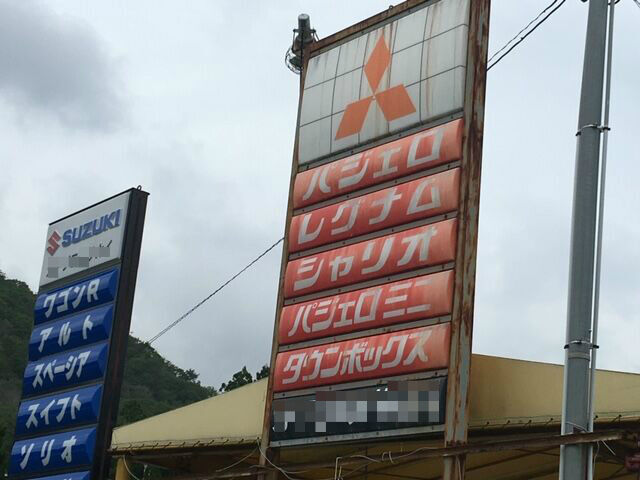 SUZUKI
ワゴンR
アルト
スペーシア
スイフト
ソリオ
パジェロ
レグナム
シャリオ
パジェロミニ
タウンボックス